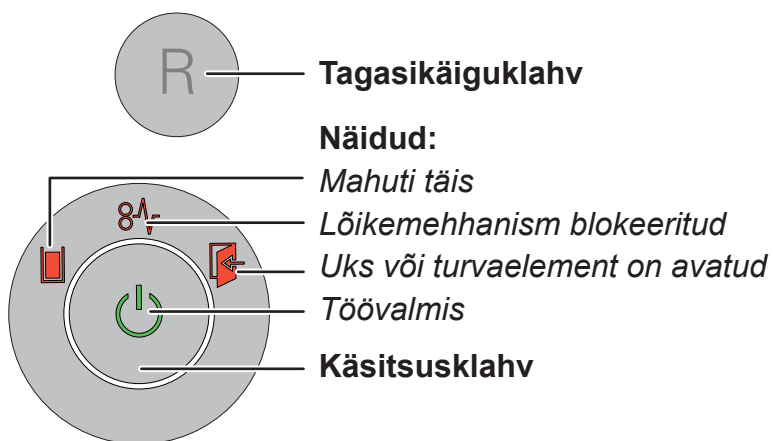 R
Tagasikäiguklahv
Näidud:
Mahuti täis
Lõikemehhanism blokeeritud
Uks või turvaelement on avatud
Töövalmis
Käsitsusklahv